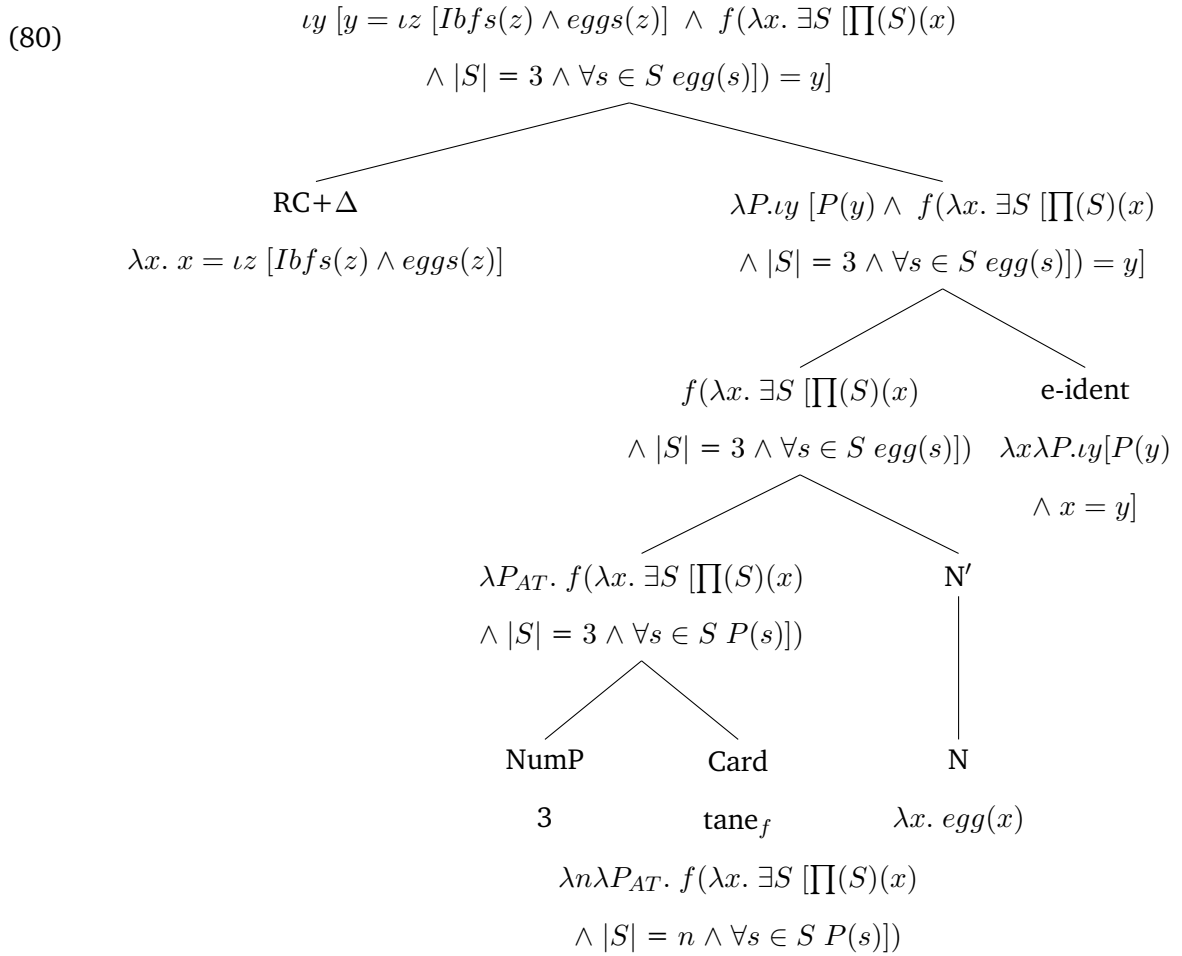 (80)
ιy [y = ιz [Ibfs(z) ∧ eggs(z)] ∧ f(λx. ∃S [∏(S)(x)
∧ |S| = 3 ∧ ∀s ∈ S egg(s)]) = y]
RC+Δ
λx. x = ιz [Ibfs(z) ∧ eggs(z)]
λP.ιy [P(y) ∧ f(λx. ∃S [∏(S)(x)
∧ |S| = 3 ∧ ∀s ∈ S egg(s)]) = y]
f(λx. ∃S [∏(S)(x)
∧ |S| = 3 ∧ ∀s ∈ S egg(s)])
e-ident
λxλP.ιy[P(y)
∧ x = y]
λP_AT. f(λx. ∃S [∏(S)(x)
∧ |S| = 3 ∧ ∀s ∈ S P(s)])
N′
NumP
3
Card
tane_f
λnλP_AT. f(λx. ∃S [∏(S)(x)
∧ |S| = n ∧ ∀s ∈ S P(s)])
N
λx. egg(x)